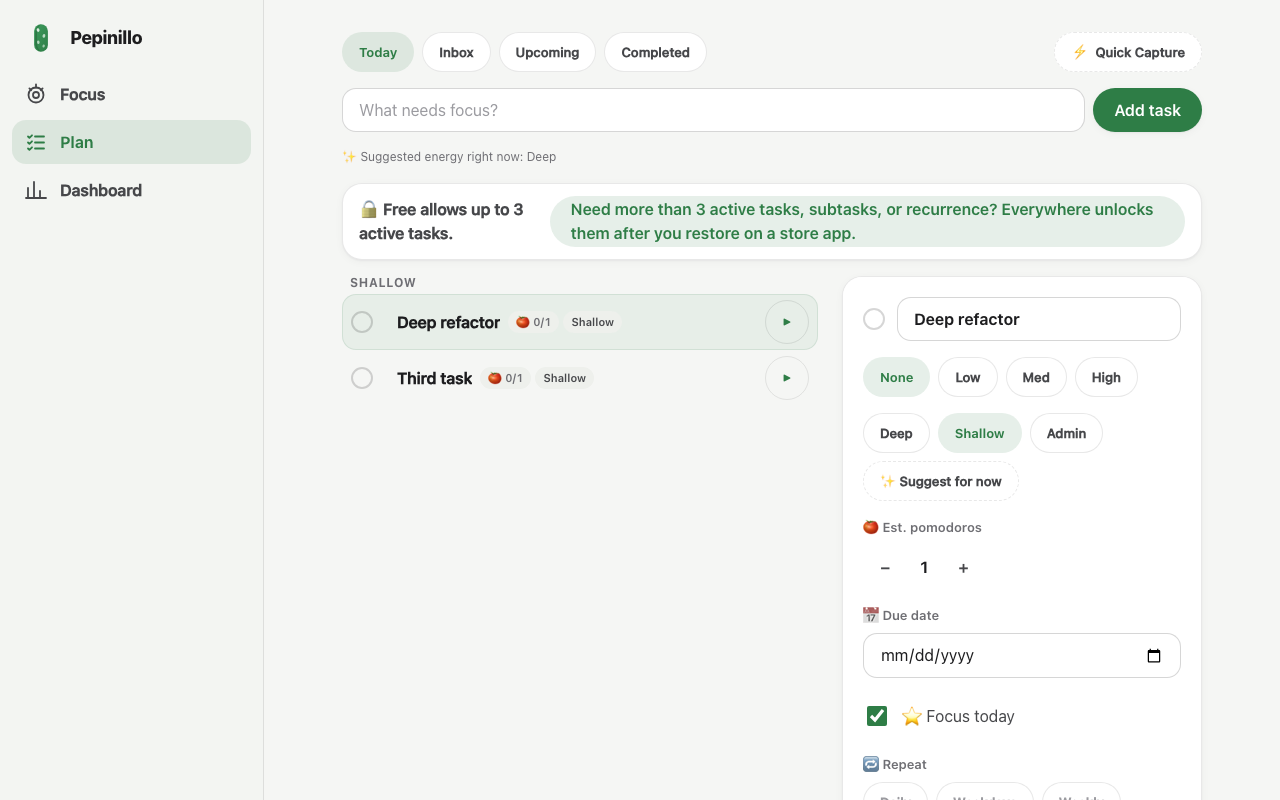 Pepinillo
Focus
Plan
Dashboard
Today
Inbox
Upcoming
Completed
⚡ Quick Capture
What needs focus?
Add task
✨ Suggested energy right now: Deep
🔒 Free allows up to 3
active tasks.
Need more than 3 active tasks, subtasks, or recurrence? Everywhere unlocks
them after you restore on a store app.
SHALLOW
Deep refactor 🍅 0/1 Shallow
Third task 🍅 0/1 Shallow
Deep refactor
None Low Med High
Deep Shallow Admin
✨ Suggest for now
🍅 Est. pomodoros
− 1 +
📅 Due date
mm/dd/yyyy
⭐ Focus today
🔁 Repeat